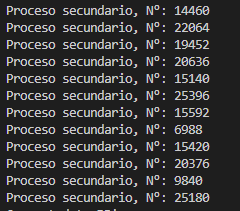 Proceso secundario, Nº: 14460
Proceso secundario, Nº: 22064
Proceso secundario, Nº: 19452
Proceso secundario, Nº: 20636
Proceso secundario, Nº: 15140
Proceso secundario, Nº: 25396
Proceso secundario, Nº: 15592
Proceso secundario, Nº: 6988
Proceso secundario, Nº: 15420
Proceso secundario, Nº: 20376
Proceso secundario, Nº: 9840
Proceso secundario, Nº: 25180